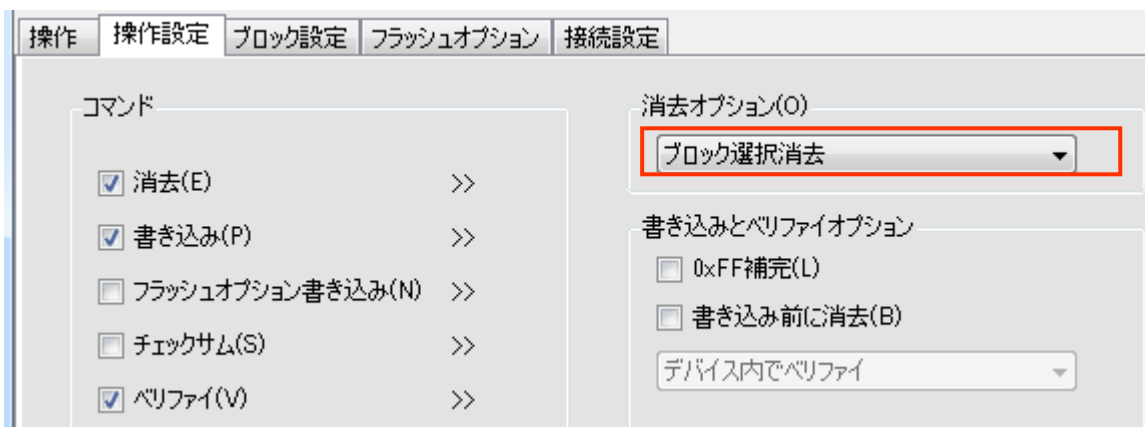 操作 操作設定 ブロック設定 フラッシュオプション 接続設定
コマンド
消去(E) >>
書き込み(P) >>
フラッシュオプション書き込み(N) >>
チェックサム(S) >>
ベリファイ(V) >>
消去オプション(O)
ブロック選択消去
書き込みとベリファイオプション
0xFF補完(L)
書き込み前に消去(B)
デバイス内でベリファイ